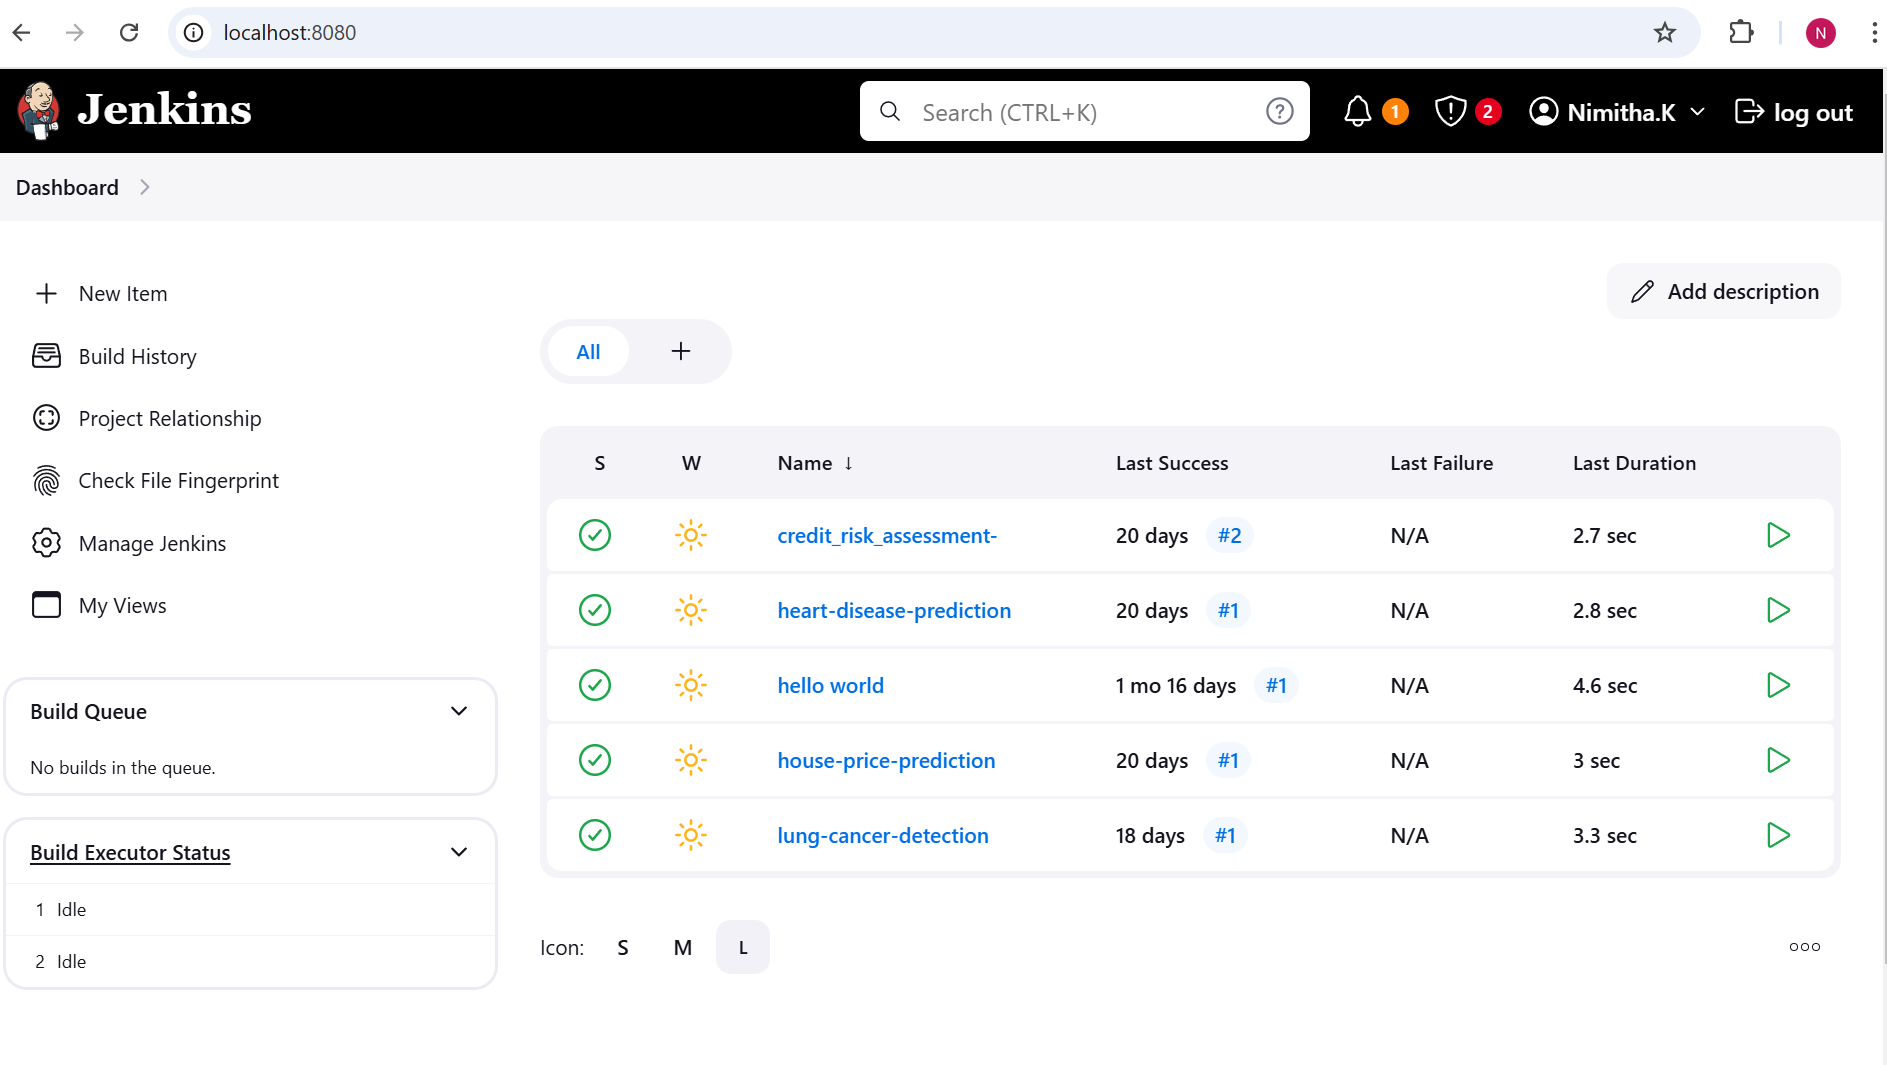 localhost:8080
N
Jenkins
Search (CTRL+K)
?
1
2
Nimitha.K
log out
Dashboard
New Item
Build History
Project Relationship
Check File Fingerprint
Manage Jenkins
My Views
Build Queue
No builds in the queue.
Build Executor Status
1 Idle
2 Idle
Add description
All +
S W Name ↓ Last Success Last Failure Last Duration
credit_risk_assessment- 20 days #2 N/A 2.7 sec
heart-disease-prediction 20 days #1 N/A 2.8 sec
hello world 1 mo 16 days #1 N/A 4.6 sec
house-price-prediction 20 days #1 N/A 3 sec
lung-cancer-detection 18 days #1 N/A 3.3 sec
Icon: S M L